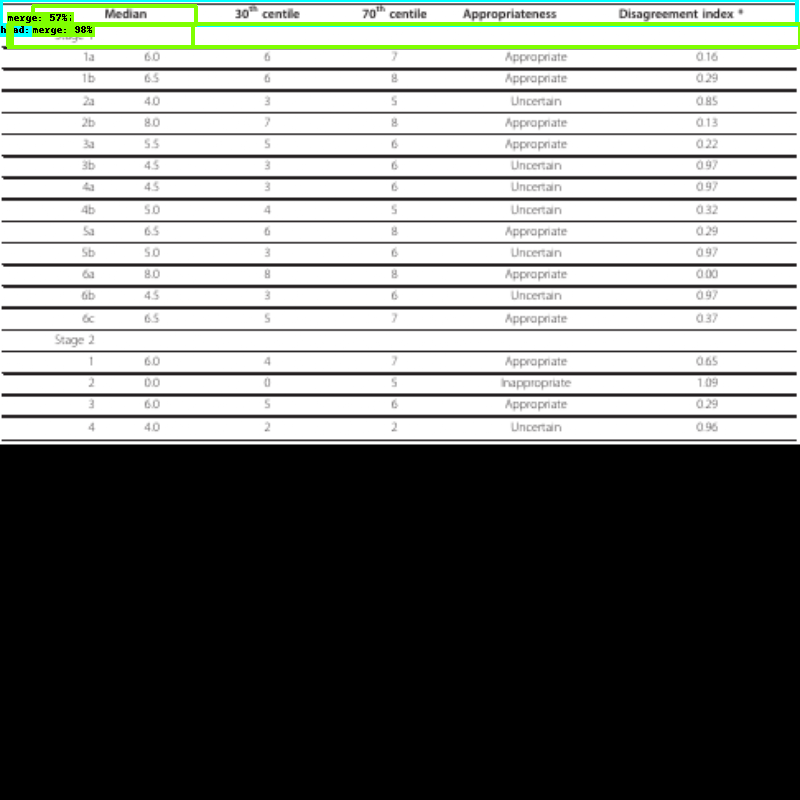 merge: 57%;
Median 30th centile 70th centile Appropriateness Disagreement index *
head: merge: 98%
1a 6.0 6 7 Appropriate 0.16
1b 6.5 6 8 Appropriate 0.29
2a 4.0 3 5 Uncertain 0.85
2b 8.0 7 8 Appropriate 0.13
3a 5.5 5 6 Appropriate 0.22
3b 4.5 3 6 Uncertain 0.97
4a 4.5 3 6 Uncertain 0.97
4b 5.0 4 5 Uncertain 0.32
5a 6.5 6 8 Appropriate 0.29
5b 5.0 3 6 Uncertain 0.97
6a 8.0 8 8 Appropriate 0.00
6b 4.5 3 6 Uncertain 0.97
6c 6.5 5 7 Appropriate 0.37
Stage 2
1 6.0 4 7 Appropriate 0.65
2 0.0 0 5 Inappropriate 1.09
3 6.0 5 6 Appropriate 0.29
4 4.0 2 2 Uncertain 0.96